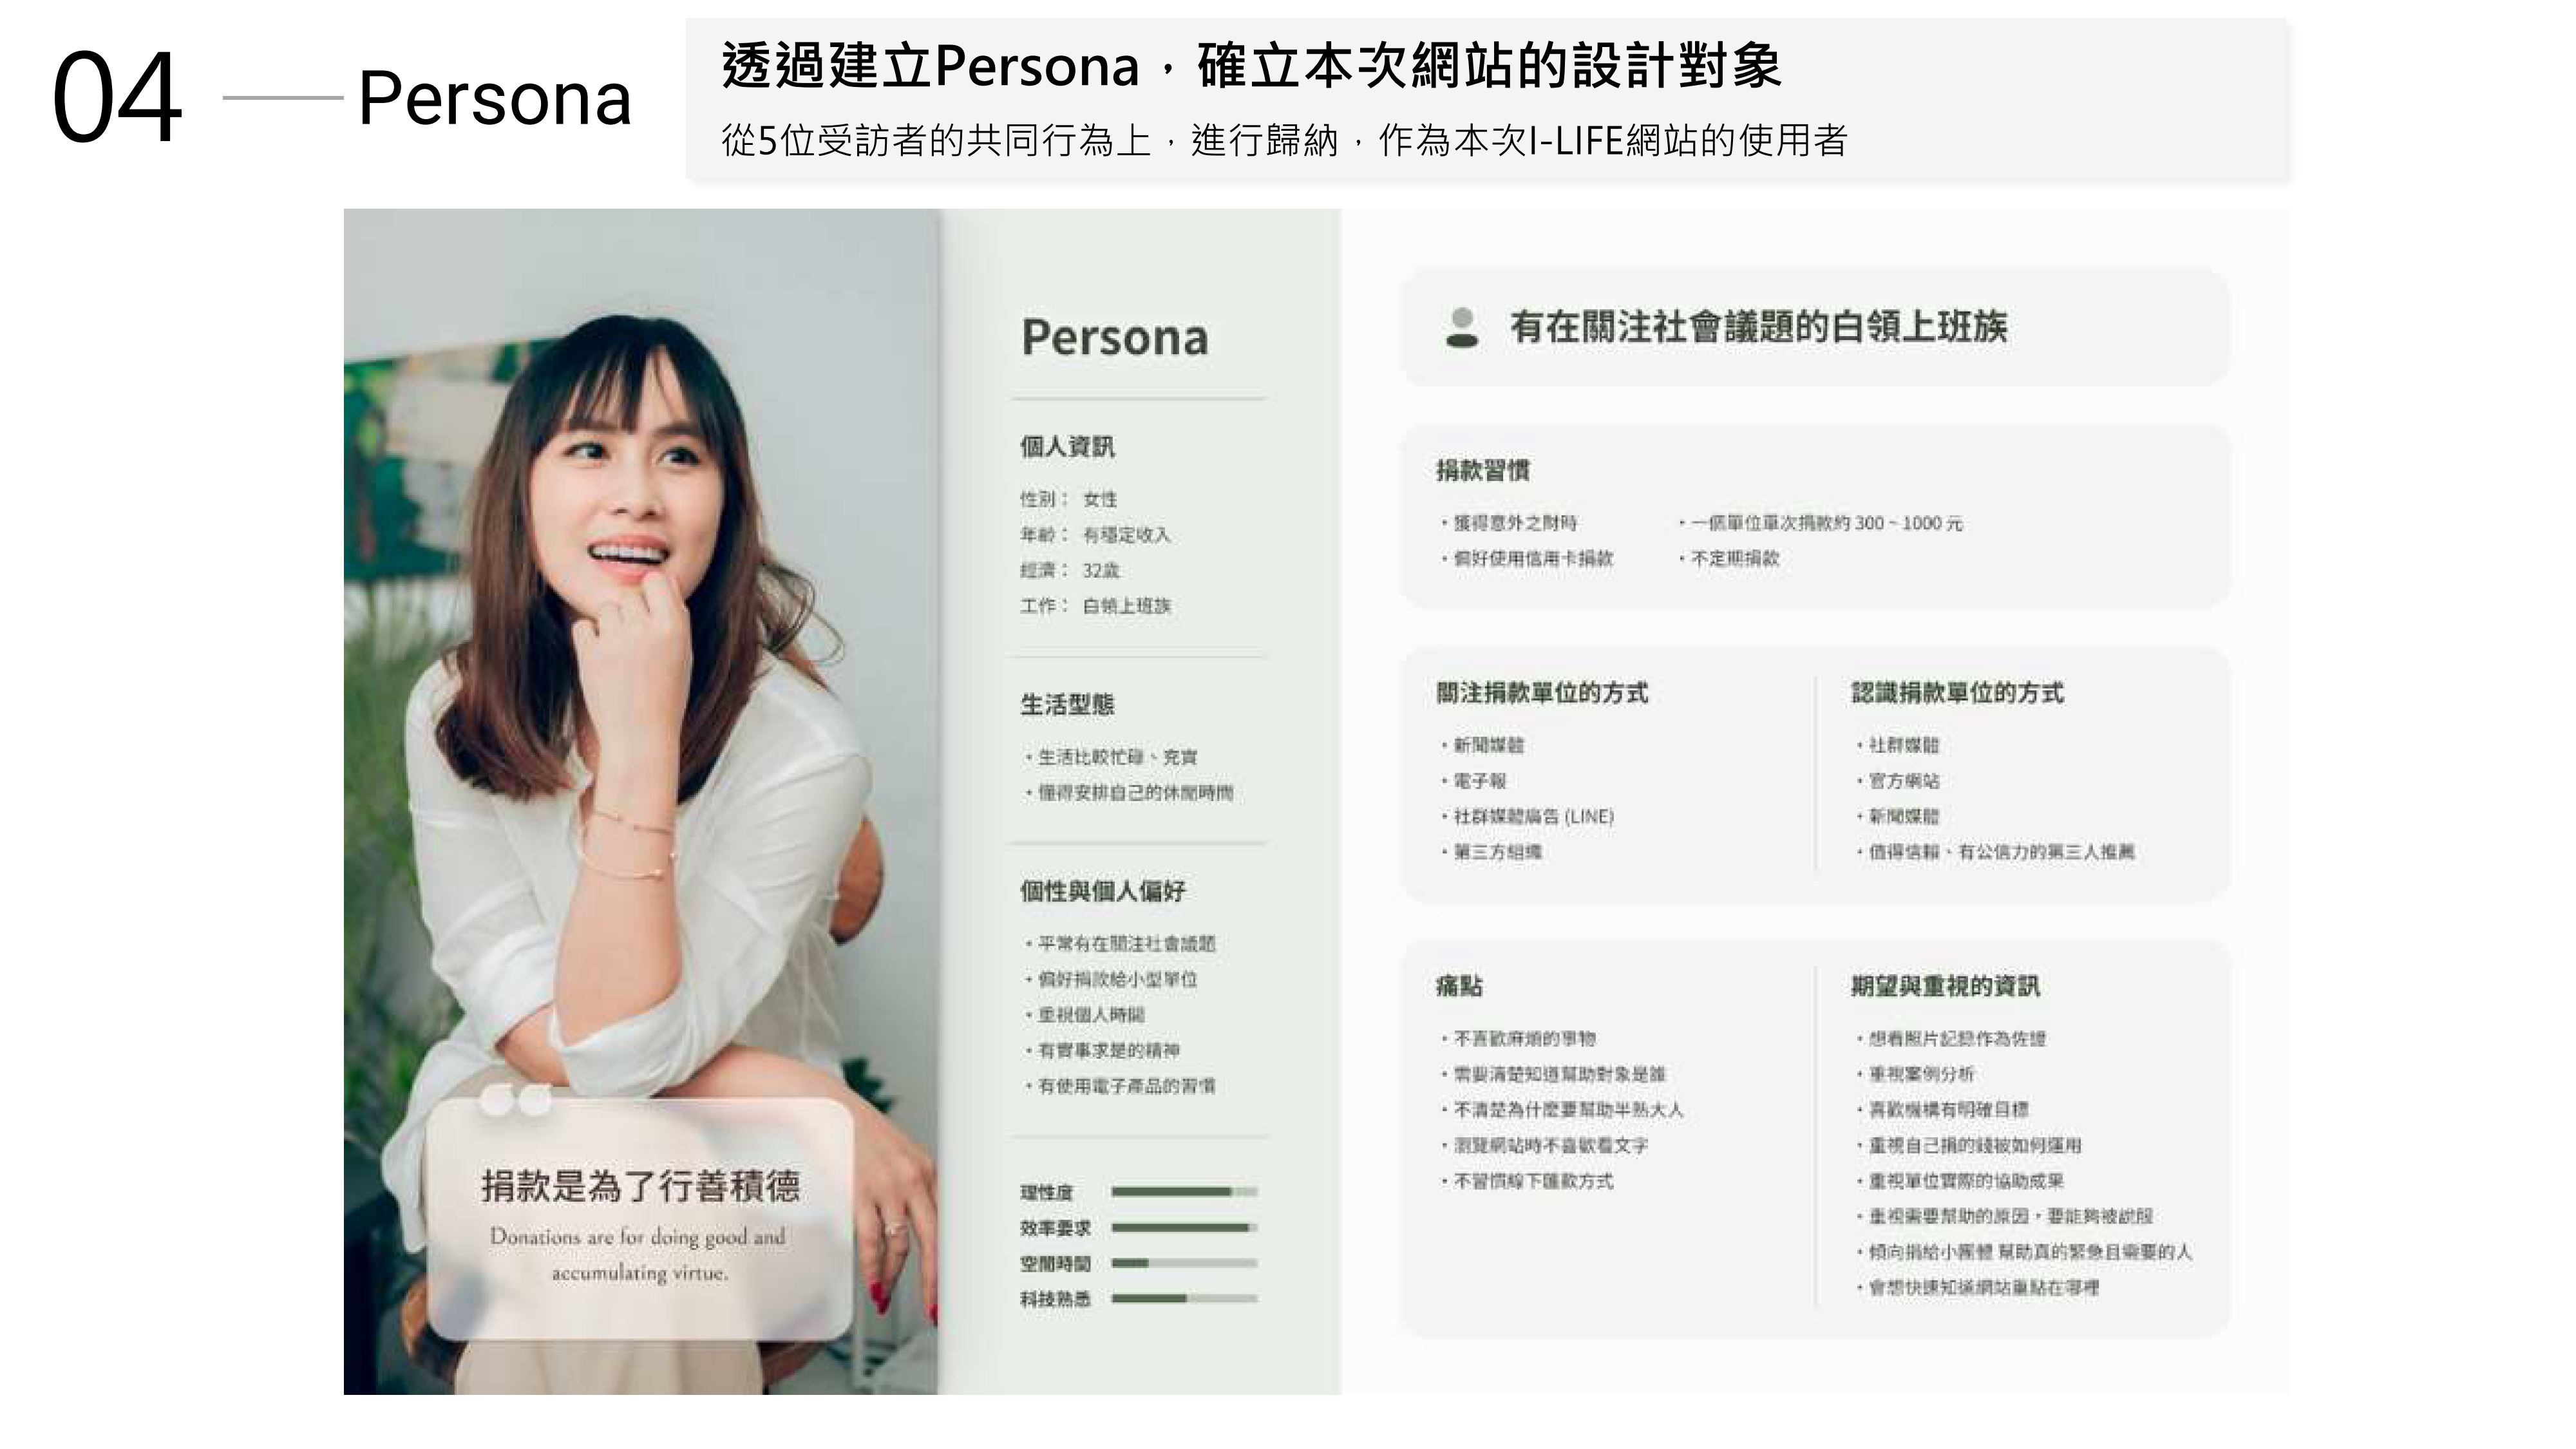 04
Persona
透過建立Persona，確立本次網站的設計對象
從5位受訪者的共同行為上，進行歸納，作為本次I-LIFE網站的使用者
捐款是為了行善積德
Donations are for doing good and
accumulating virtue.
Persona
個人資訊
性別： 女性
年齡： 有穩定收入
經濟： 32歲
工作： 白領上班族
生活型態
・生活比較忙碌、充實
・懂得安排自己的休閒時間
個性與個人偏好
・平常有在關注社會議題
・偏好捐款給小型單位
・重視個人時間
・有實事求是的精神
・有使用電子產品的習慣
理性度
效率要求
空閒時間
科技熟悉
有在關注社會議題的白領上班族
捐款習慣
・獲得意外之財時
・一個單位單次捐款約 300 ~ 1000 元
・偏好使用信用卡捐款
・不定期捐款
關注捐款單位的方式
・新聞媒體
・電子報
・社群媒體廣告 (LINE)
・第三方組織
認識捐款單位的方式
・社群媒體
・官方網站
・新聞媒體
・值得信賴、有公信力的第三人推薦
痛點
・不喜歡麻煩的事物
・需要清楚知道幫助對象是誰
・不清楚為什麼要幫助半熟大人
・瀏覽網站時不喜歡看文字
・不習慣線下匯款方式
期望與重視的資訊
・想看照片記錄作為佐證
・重視案例分析
・喜歡機構有明確目標
・重視自己捐的錢被如何運用
・重視單位實際的協助成果
・重視需要幫助的原因，要能夠被說服
・傾向捐給小團體 幫助真的緊急且需要的人
・會想快速知道網站重點在哪裡